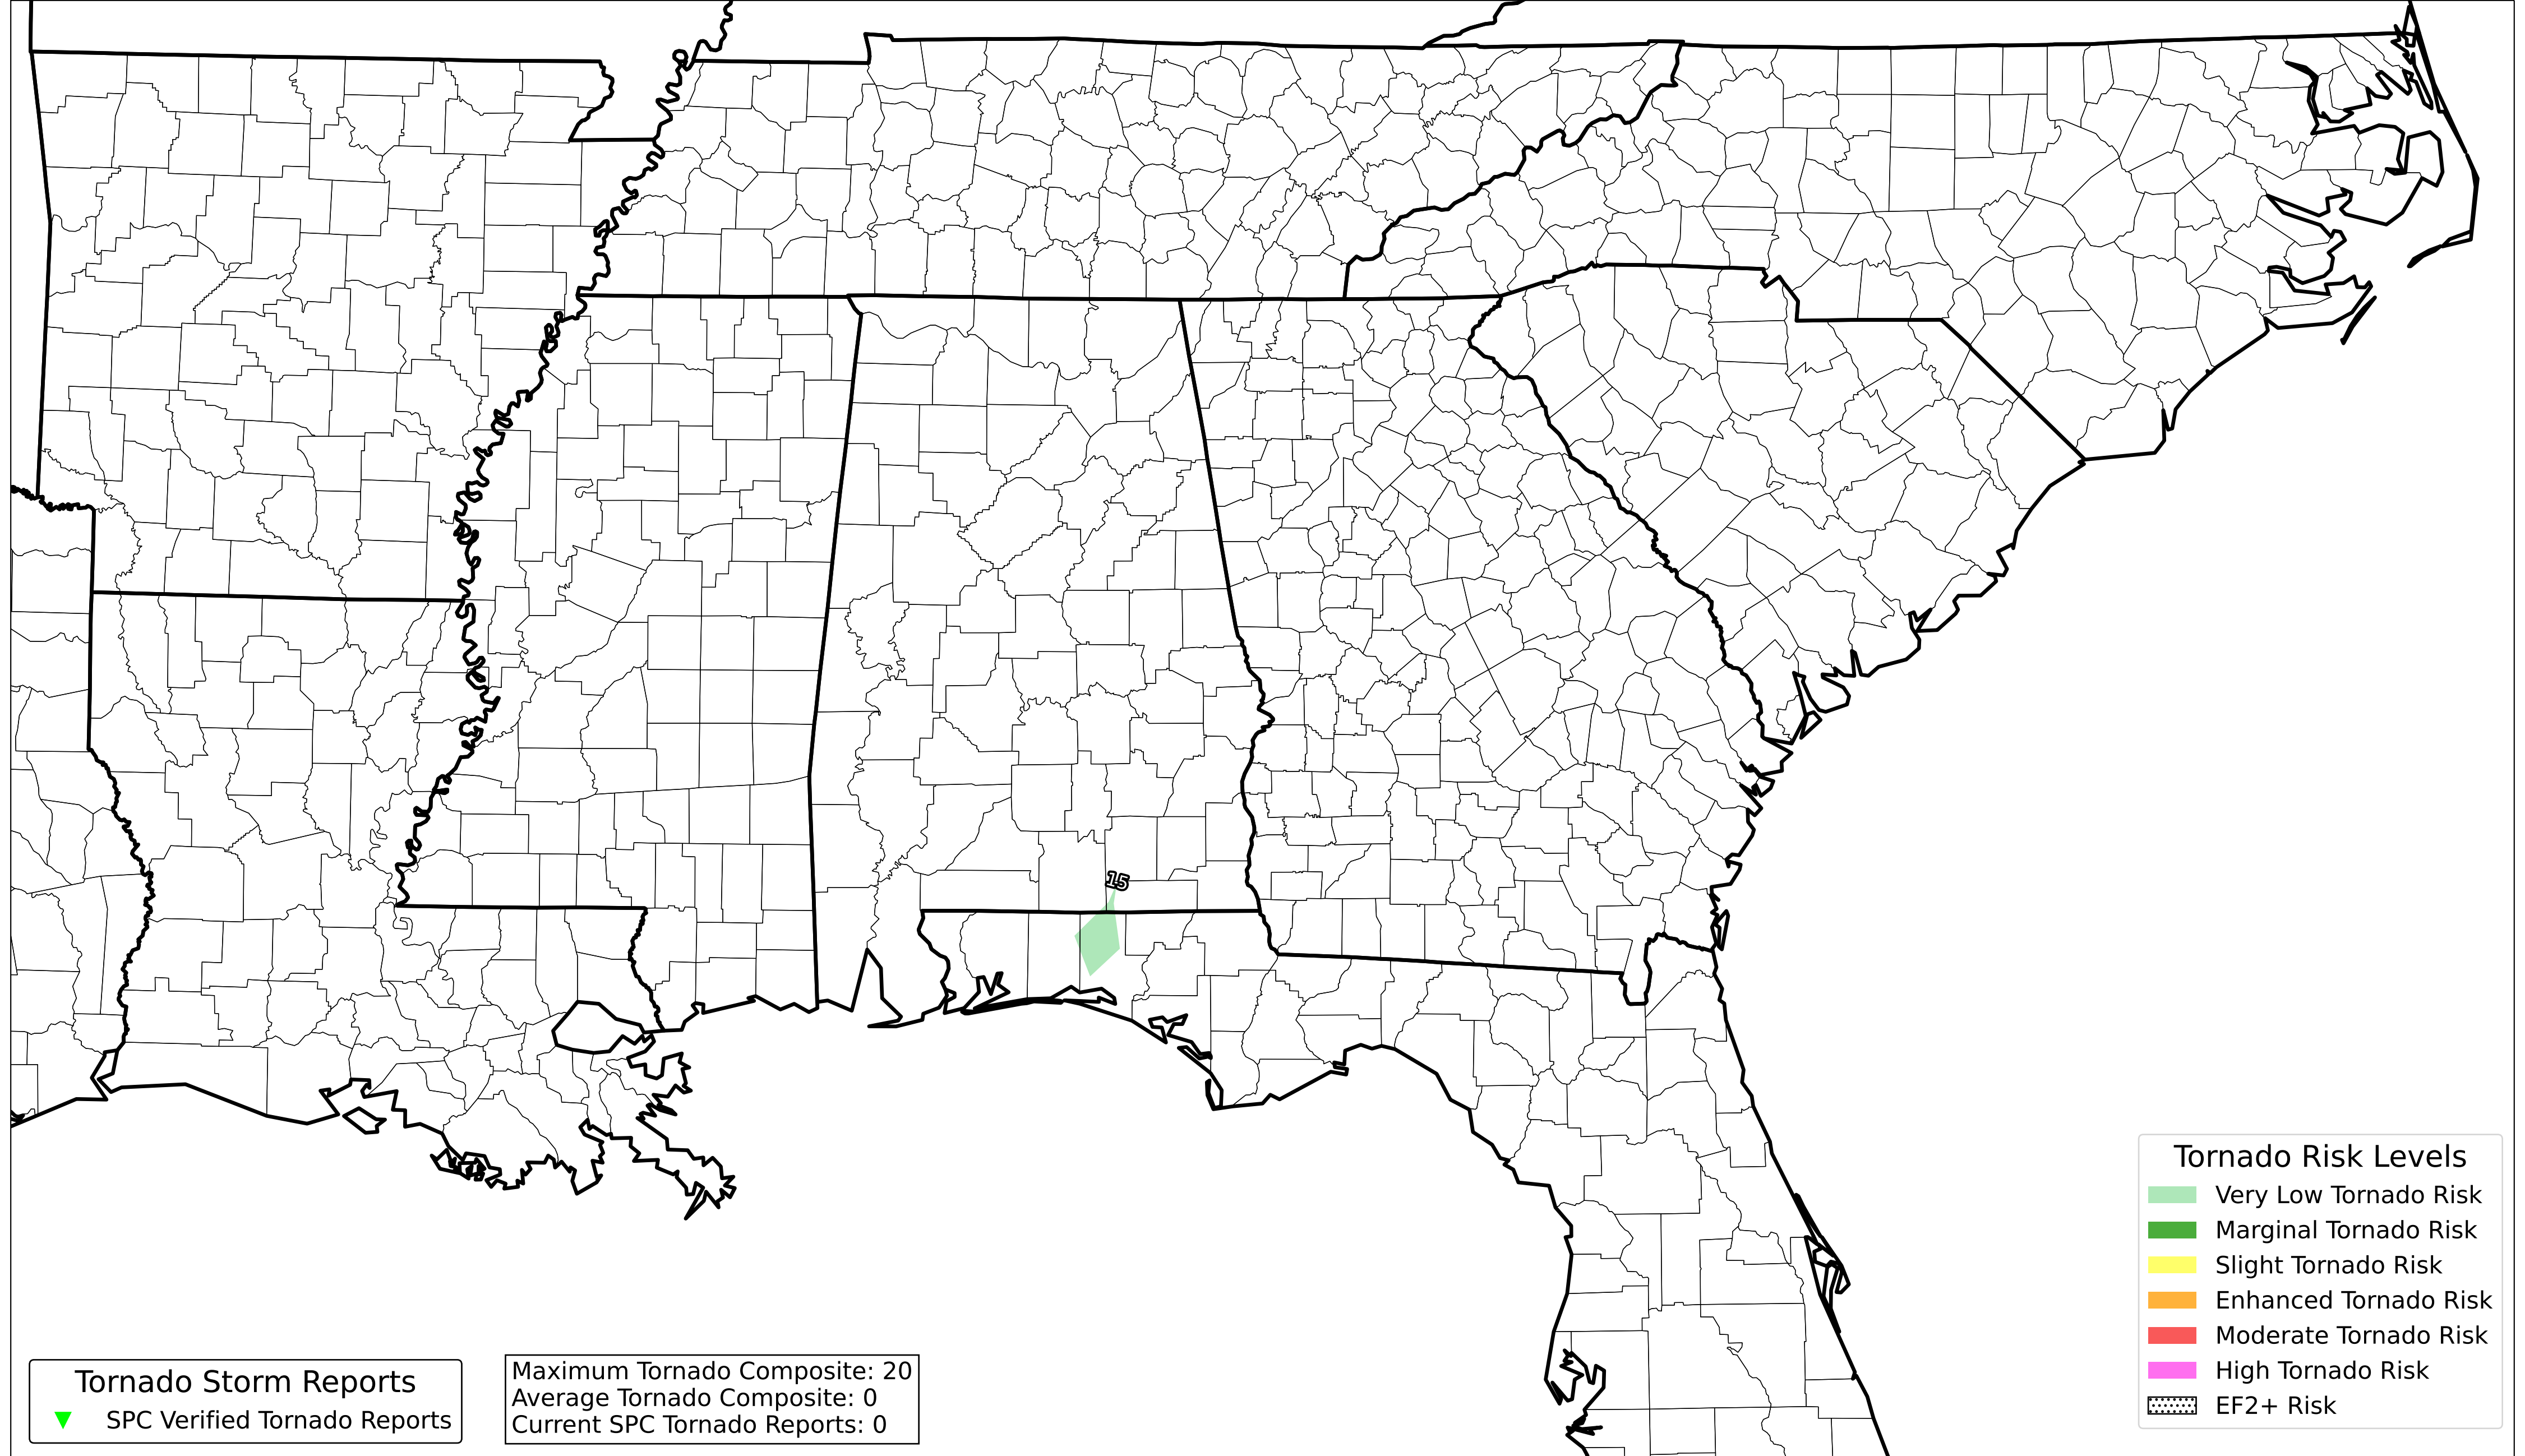 15
Tornado Risk Levels
Very Low Tornado Risk
Marginal Tornado Risk
Slight Tornado Risk
Enhanced Tornado Risk
Moderate Tornado Risk
High Tornado Risk
EF2+ Risk
Tornado Storm Reports
SPC Verified Tornado Reports
Maximum Tornado Composite: 20
Average Tornado Composite: 0
Current SPC Tornado Reports: 0